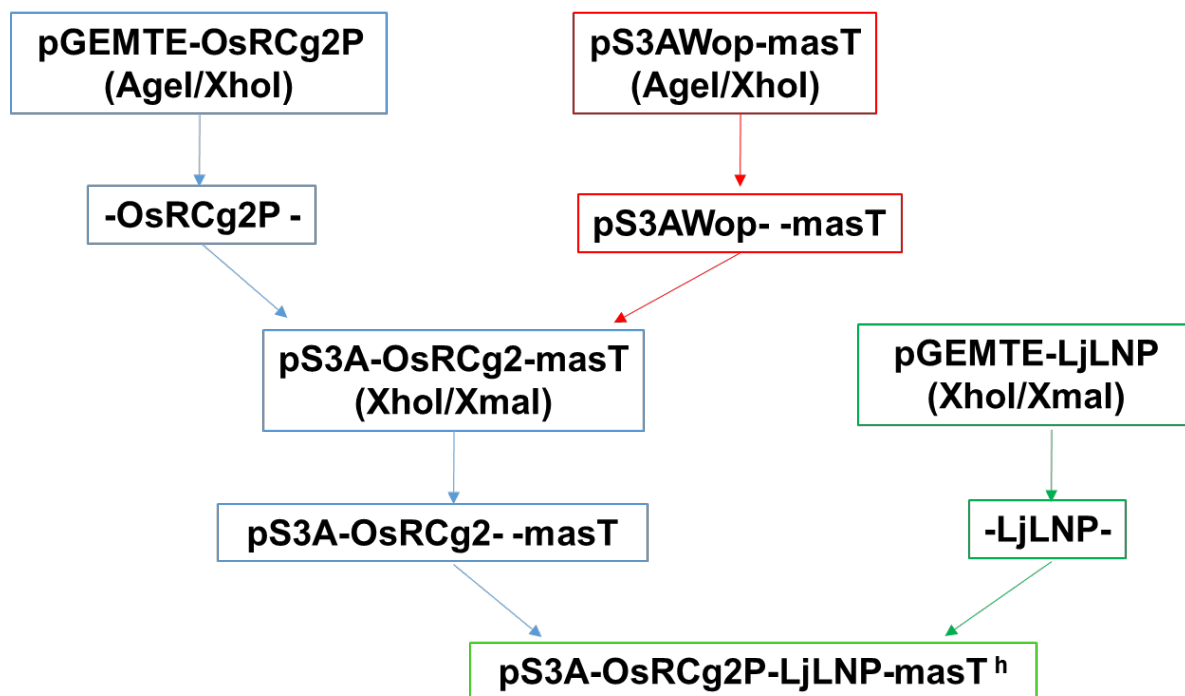 pGEMTE-OsRCg2P
(AgeI/XhoI)
pS3AWop-masT
(AgeI/XhoI)
-OsRCg2P -
pS3AWop- -masT
pS3A-OsRCg2-masT
(XhoI/XmaI)
pGEMTE-LjLNP
(XhoI/XmaI)
pS3A-OsRCg2- -masT
-LjLNP-
pS3A-OsRCg2P-LjLNP-masT h